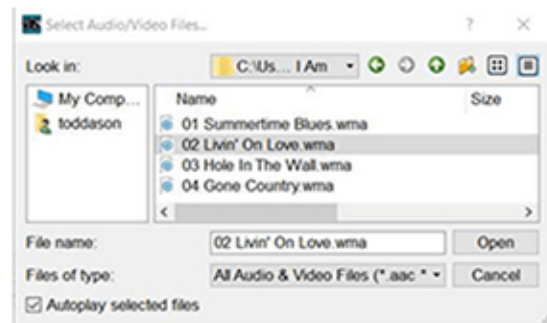 Select Audio/Video Files...
Look in:
C:\Us... I Am
My Comp...
toddason
Name
Size
01 Summertime Blues.wma
02 Livin' On Love.wma
03 Hole In The Wall.wma
04 Gone Country.wma
File name:
02 Livin' On Love.wma
Open
Files of type:
All Audio & Video Files (*.aac *
Cancel
Autoplay selected files